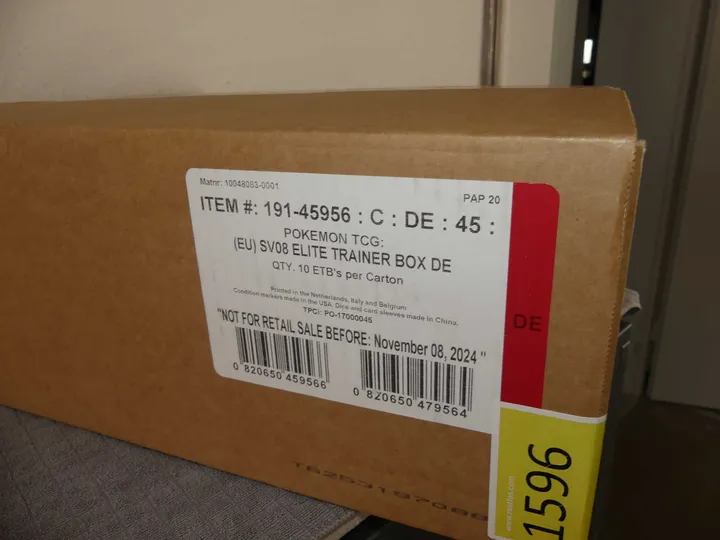 Matnr: 10048083-0001
PAP 20
ITEM #: 191-45956 : C : DE : 45 :
POKEMON TCG:
(EU) SV08 ELITE TRAINER BOX DE
QTY. 10 ETB's per Carton
Printed in the Netherlands, Italy and Belgium
Condition markers made in the USA. Dice and card sleeves made in China.
TPCi: PO-17000045
"NOT FOR RETAIL SALE BEFORE: November 08, 2024 "
0 820650 459566
0 820650 479564
DE
1596